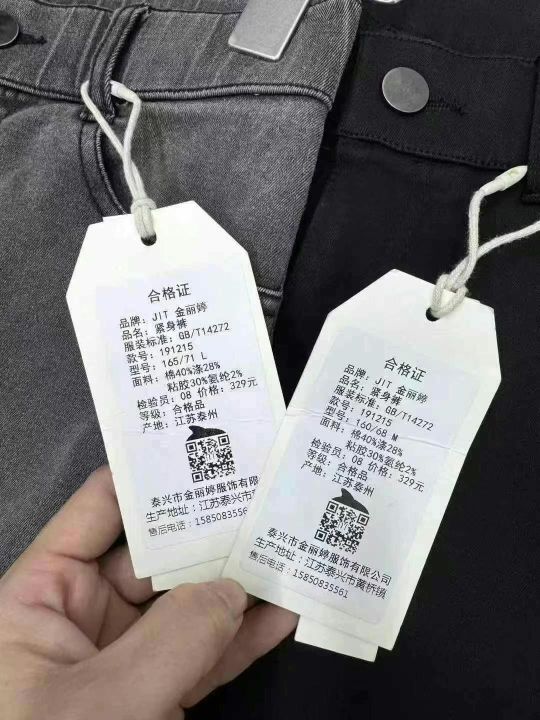 合格证
品牌：JIT 金丽婷
品名：紧身裤
服装标准：GB/T14272
款号：191215
型号：165/71 L
面料：棉40%涤28%
粘胶30%氨纶2%
检验员：08 价格：329元
等级：合格品
产地：江苏泰州
泰兴市金丽婷服饰有限
生产地址：江苏泰兴市黄
售后电话：1585083556
合格证
品牌：JIT 金丽婷
品名：紧身裤
服装标准：GB/T14272
款号：191215
型号：160/68 M
面料：棉40%涤28%
粘胶30%氨纶2%
检验员：08 价格：329元
等级：合格品
产地：江苏泰州
泰兴市金丽婷服饰有限公司
生产地址：江苏泰兴市黄桥镇
售后电话：15850835561